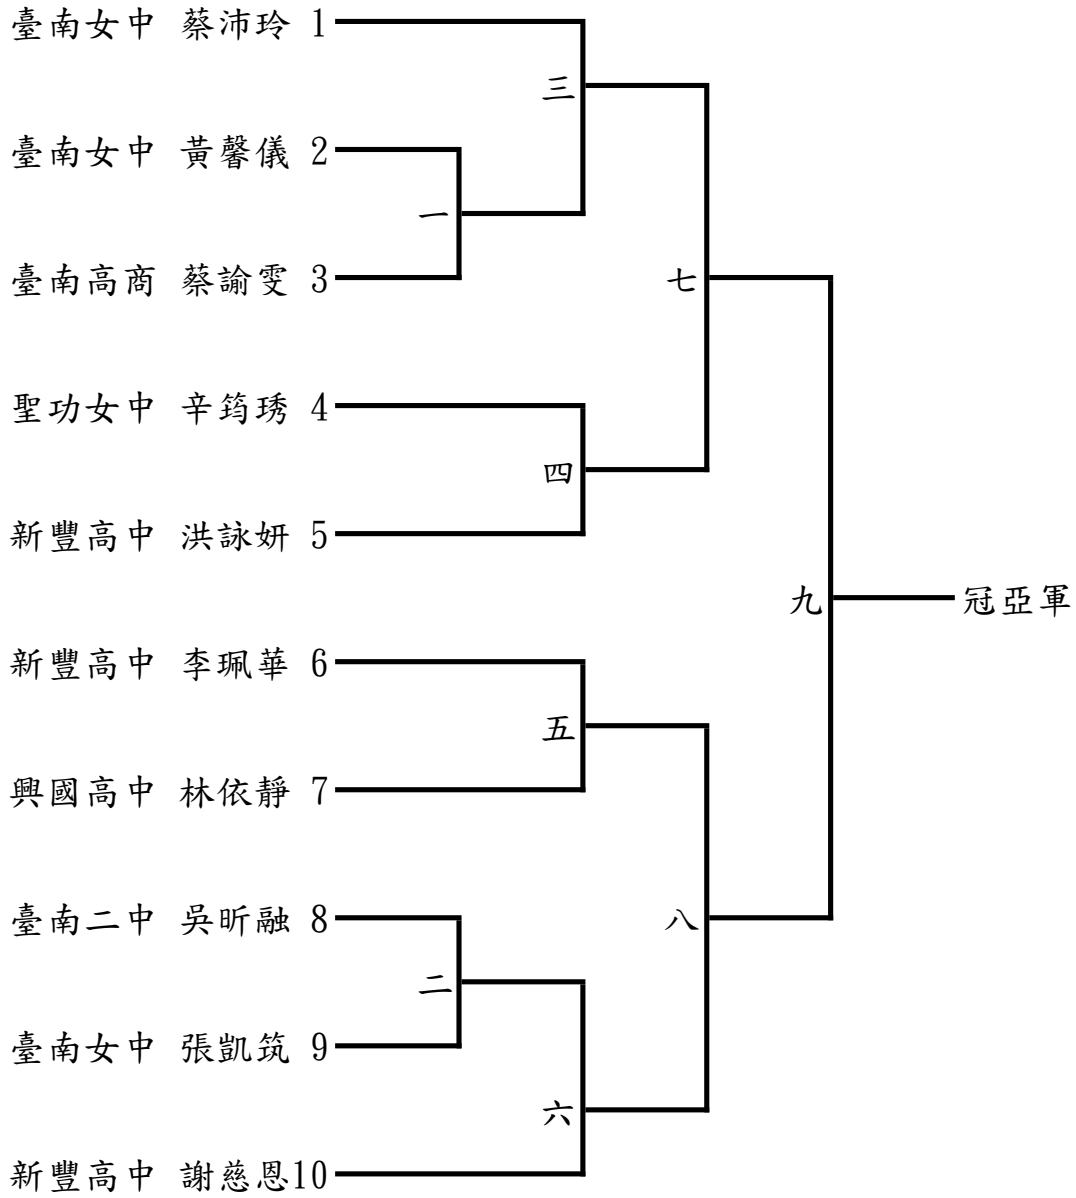 臺南女中 蔡沛玲 1
三
臺南女中 黃馨儀 2
一
臺南高商 蔡諭雯 3
七
聖功女中 辛筠琇 4
四
新豐高中 洪詠妍 5
九 冠亞軍
新豐高中 李珮華 6
五
興國高中 林依靜 7
臺南二中 吳昕融 8
八
二
臺南女中 張凱筑 9
六
新豐高中 謝慈恩10